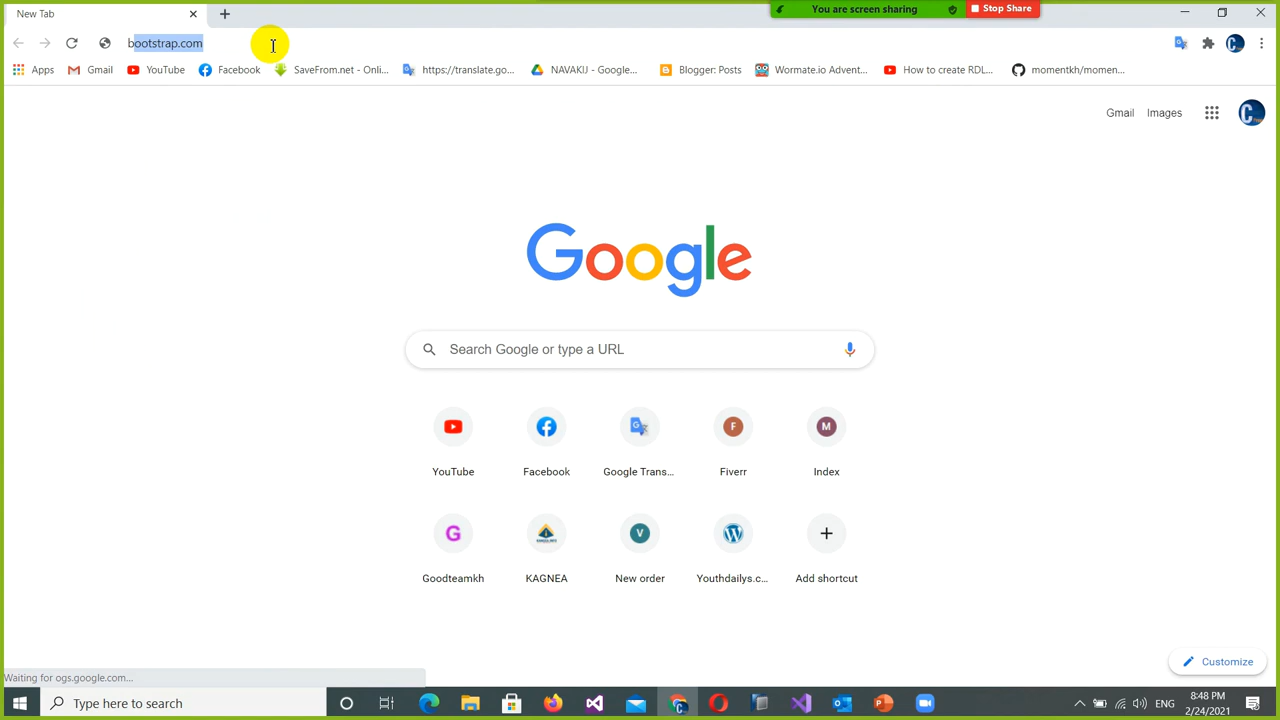 New Tab
You are screen sharing
Stop Share
bootstrap.com
Apps
Gmail
YouTube
Facebook
SaveFrom.net - Onli...
https://translate.go...
NAVAKIJ - Google...
Blogger: Posts
Wormate.io Advent...
How to create RDL...
momentkh/momen...
Gmail
Images
Google
Search Google or type a URL
YouTube
Facebook
Google Trans...
F
Fiverr
M
Index
G
Goodteamkh
KAGNEA
V
New order
Youthdailys.c...
Add shortcut
Customize
Waiting for ogs.google.com...
Type here to search
ENG
8:48 PM
2/24/2021